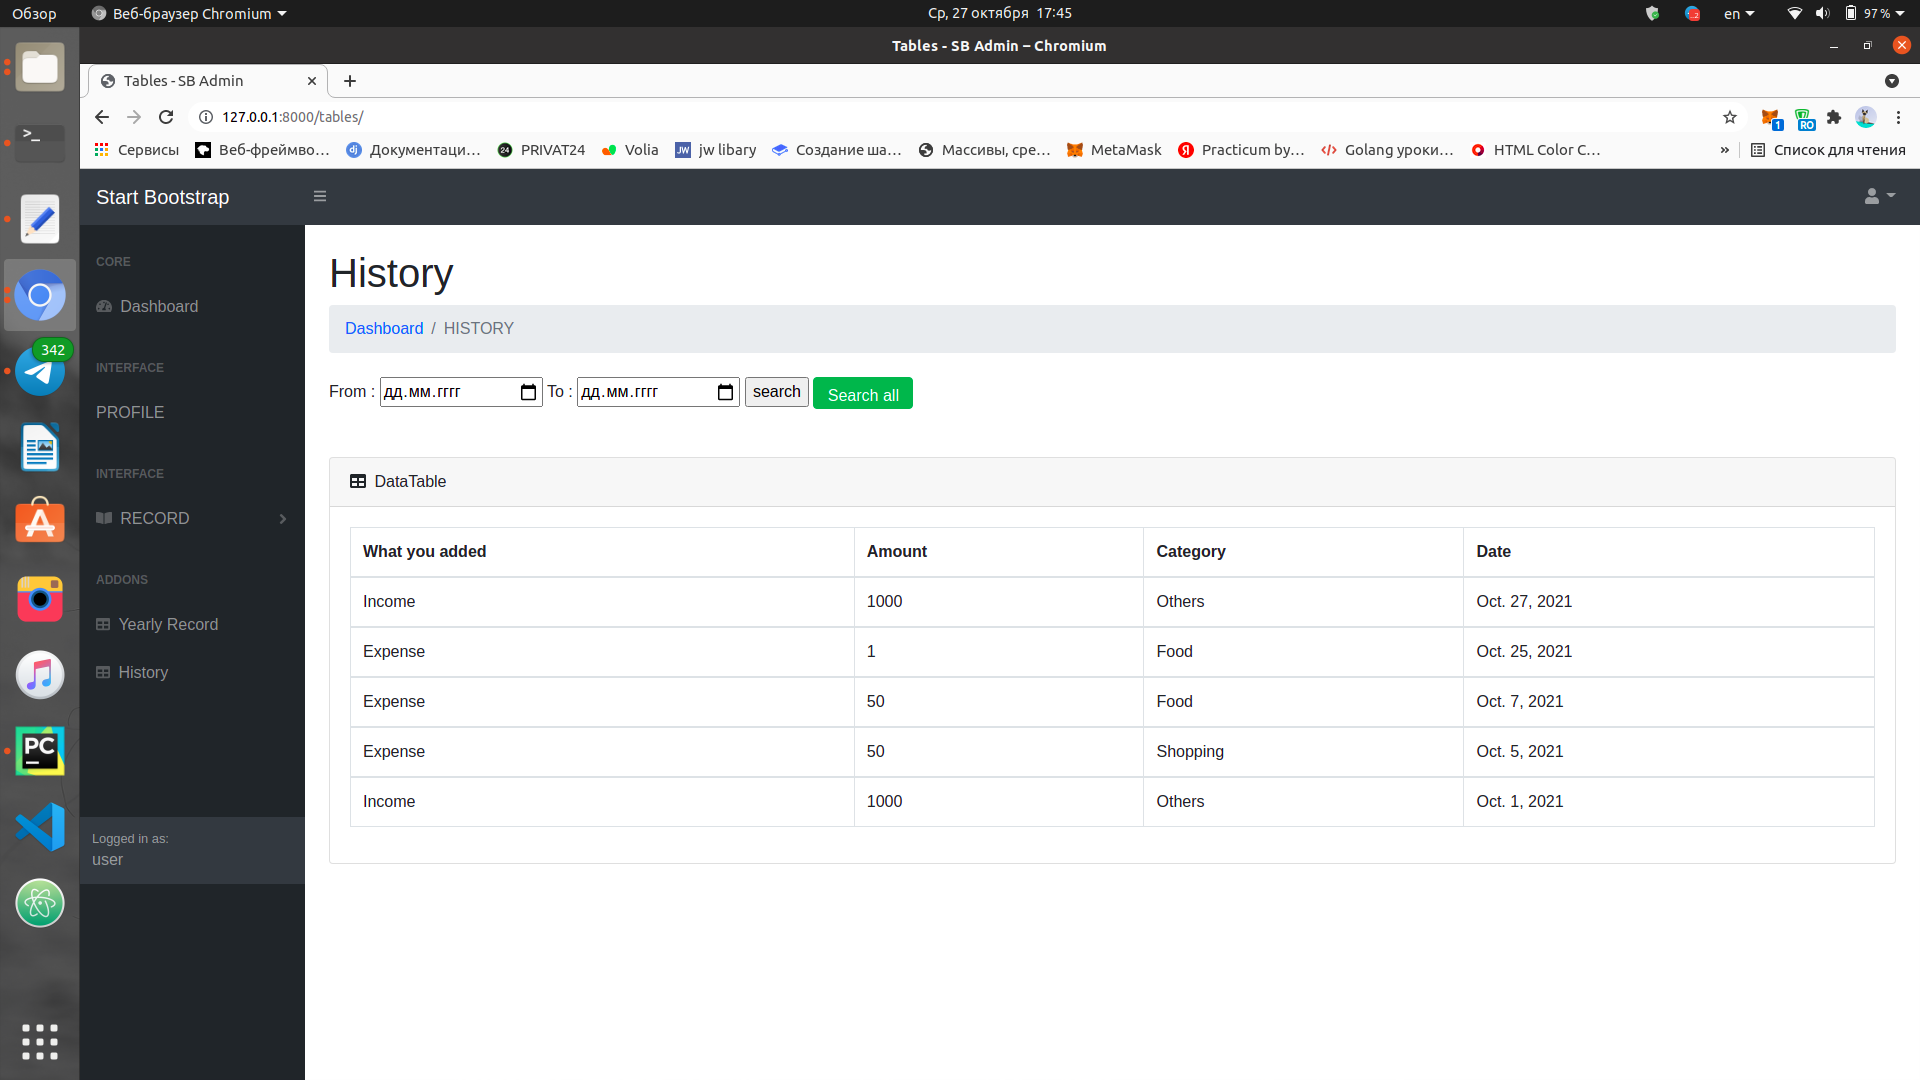 Обзор Веб-браузер Chromium Ср, 27 октября 17:45 en 97 %
Tables - SB Admin – Chromium
Tables - SB Admin
127.0.0.1:8000/tables/ 1 RO
Сервисы Веб-фреймво… Документаци… PRIVAT24 Volia jw libary Создание ша… Массивы, сре… MetaMask Practicum by… Golang уроки… HTML Color C… » Список для чтения
Start Bootstrap
CORE
Dashboard
INTERFACE
PROFILE
INTERFACE
RECORD
ADDONS
Yearly Record
History
Logged in as:
user
342
PC
History
Dashboard / HISTORY
From : дд.мм.гггг To : дд.мм.гггг search Search all
DataTable
What you added Amount Category Date
Income 1000 Others Oct. 27, 2021
Expense 1 Food Oct. 25, 2021
Expense 50 Food Oct. 7, 2021
Expense 50 Shopping Oct. 5, 2021
Income 1000 Others Oct. 1, 2021